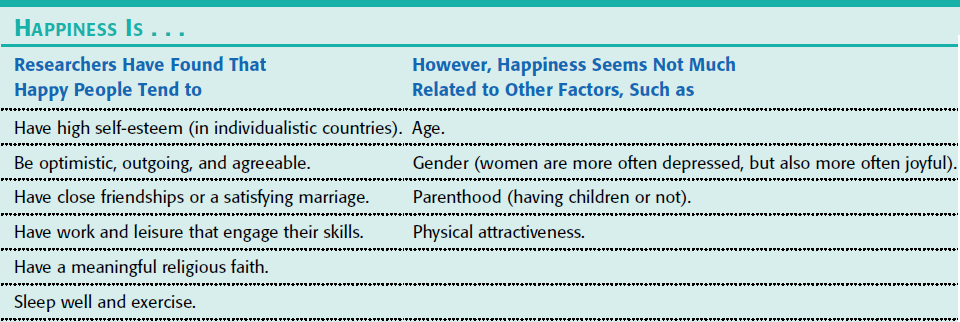 HAPPINESS IS . . .
Researchers Have Found That
Happy People Tend to
However, Happiness Seems Not Much
Related to Other Factors, Such as
Have high self-esteem (in individualistic countries). Age.
Be optimistic, outgoing, and agreeable. Gender (women are more often depressed, but also more often joyful).
Have close friendships or a satisfying marriage. Parenthood (having children or not).
Have work and leisure that engage their skills. Physical attractiveness.
Have a meaningful religious faith.
Sleep well and exercise.